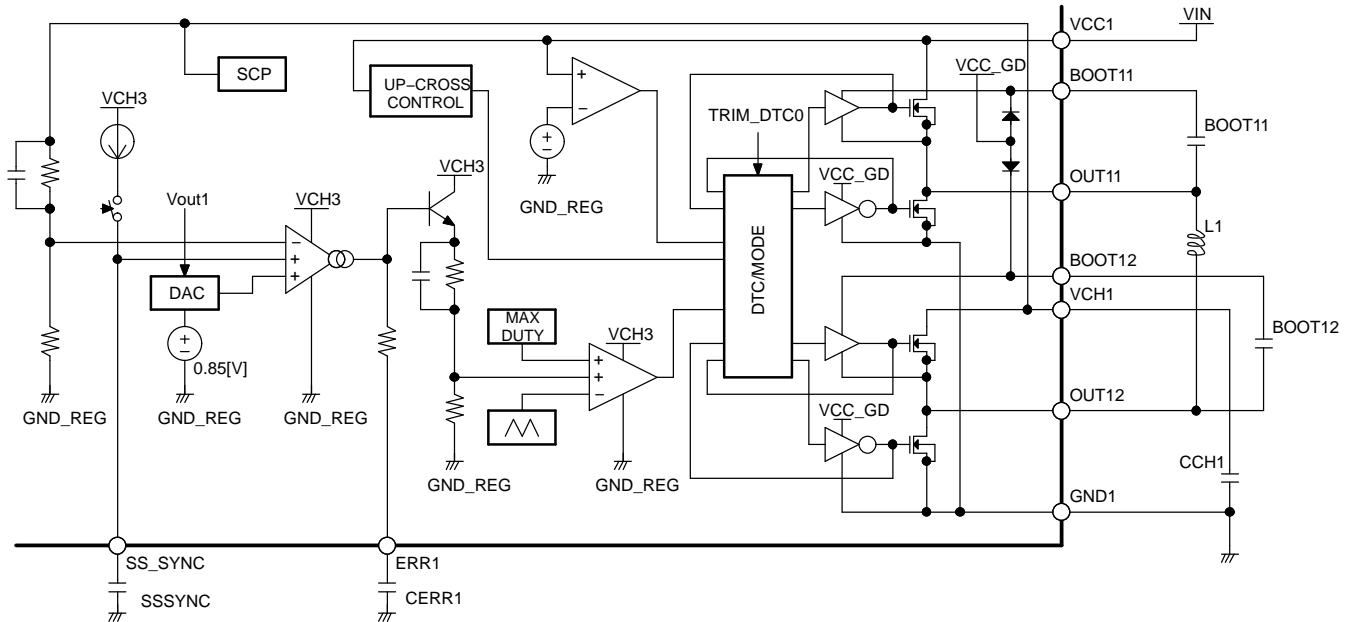 VCC1
VIN
SCP
UP-CROSS
CONTROL
VCC_GD
BOOT11
VCH3
TRIM_DTC0
BOOT11
VCH3
VCC_GD
OUT11
Vout1
VCH3
GND_REG
L1
DAC
DTC/MODE
BOOT12
VCH1
MAX
DUTY
VCH3
BOOT12
0.85[V]
GND_REG
GND_REG
GND_REG
VCC_GD
OUT12
CCH1
GND_REG
GND_REG
GND1
SS_SYNC
ERR1
SSSYNC
CERR1